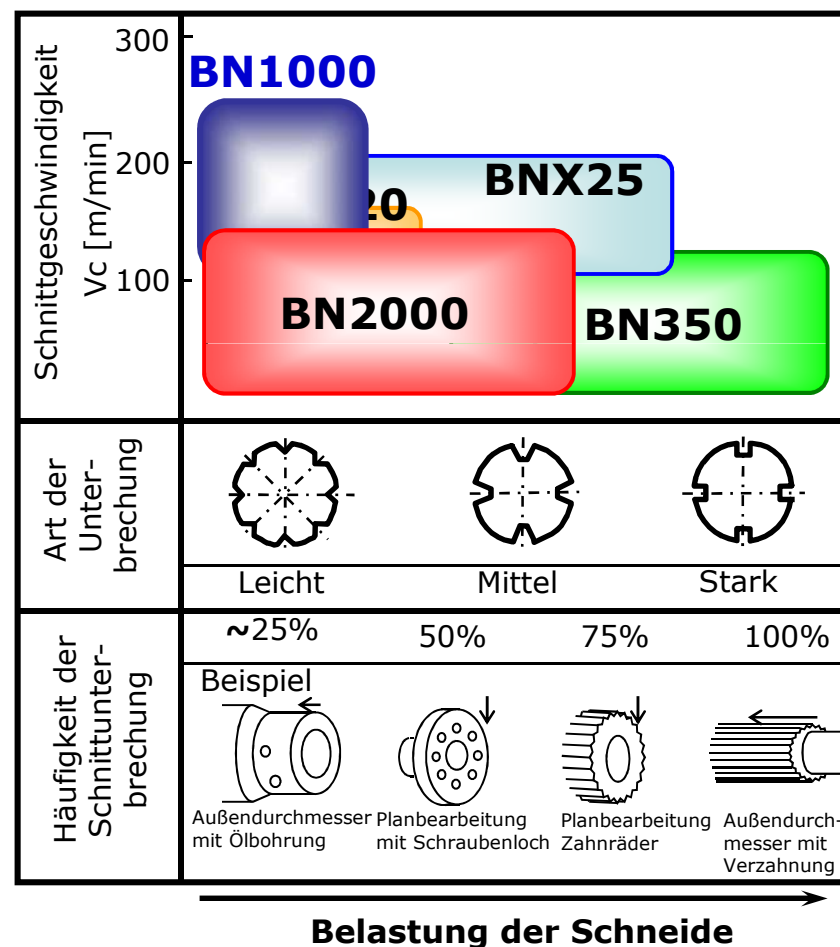 Schnittgeschwindigkeit
Vc [m/min]
300
200
100
BN1000
BNX25
20
BN2000
BN350
Art der
Unter-
brechung
Leicht
Mittel
Stark
Häufigkeit der
Schnittunter-
brechung
~25%
50%
75%
100%
Beispiel
Außendurchmesser
mit Ölbohrung
Planbearbeitung
mit Schraubenloch
Planbearbeitung
Zahnräder
Außendurch-
messer mit
Verzahnung
Belastung der Schneide